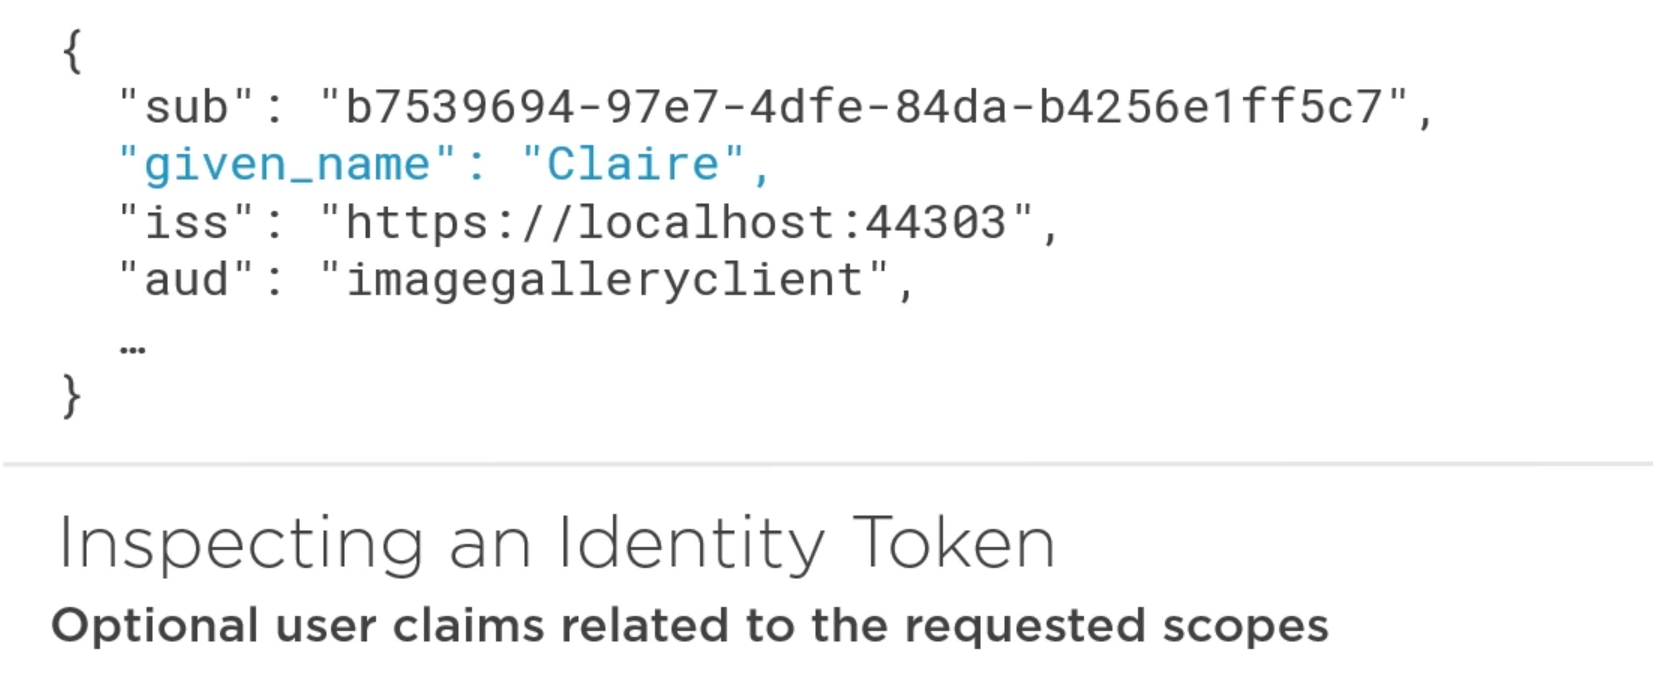 {
"sub": "b7539694-97e7-4dfe-84da-b4256e1ff5c7",
"given_name": "Claire",
"iss": "https://localhost:44303",
"aud": "imagegalleryclient",
…
}
Inspecting an Identity Token
Optional user claims related to the requested scopes